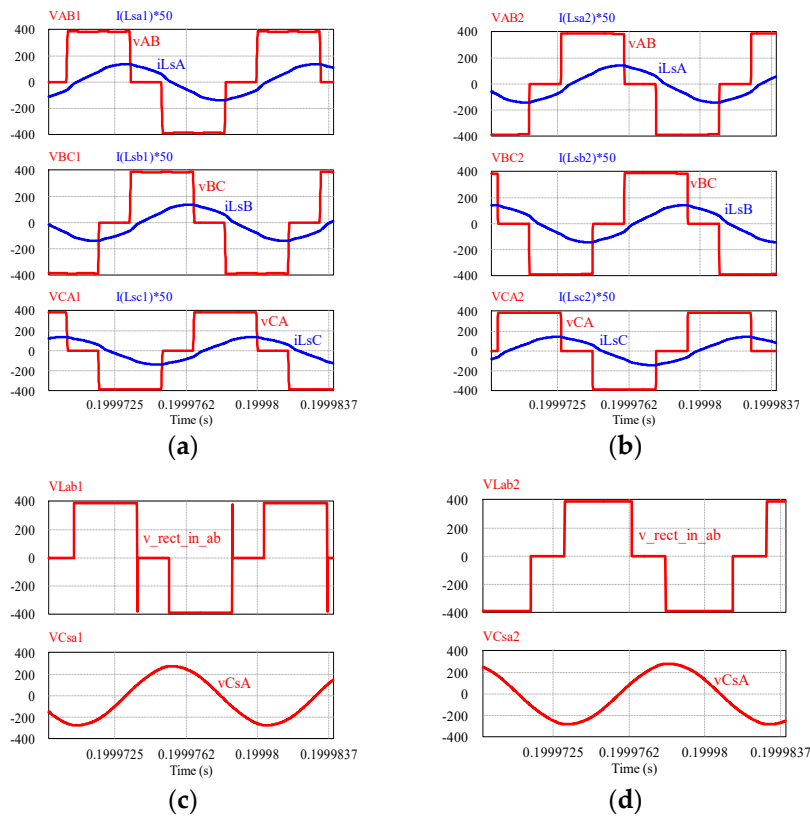 VAB1 I(Lsa1)*50
400
200
0
-200
-400
vAB
iLsA
VBC1 I(Lsb1)*50
400
200
0
-200
-400
vBC
iLsB
VCA1 I(Lsc1)*50
400
200
0
-200
-400
vCA
iLsC
0.1999725 0.1999762 0.19998 0.1999837
Time (s)
(a)
VAB2 I(Lsa2)*50
400
200
0
-200
-400
vAB
iLsA
VBC2 I(Lsb2)*50
400
200
0
-200
-400
vBC
iLsB
VCA2 I(Lsc2)*50
400
200
0
-200
-400
vCA
iLsC
0.1999725 0.1999762 0.19998 0.1999837
Time (s)
(b)
VLab1
400
200
0
-200
-400
v_rect_in_ab
VCsa1
400
200
0
-200
-400
vCsA
0.1999725 0.1999762 0.19998 0.1999837
Time (s)
(c)
VLab2
400
200
0
-200
-400
v_rect_in_ab
VCsa2
400
200
0
-200
-400
vCsA
0.1999725 0.1999762 0.19998 0.1999837
Time (s)
(d)